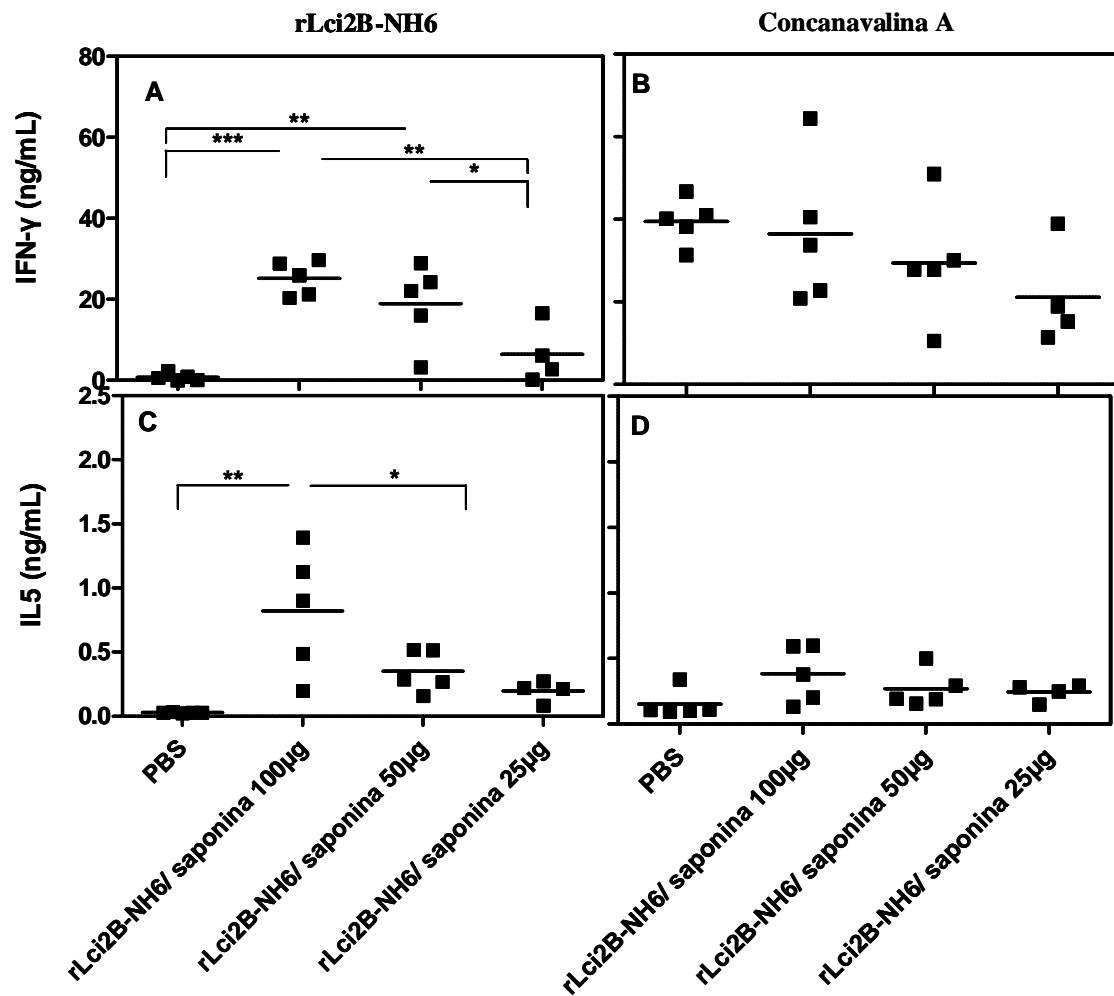 rLci2B-NH6
Concanavalina A
IFN-γ (ng/mL)
80
60
40
20
0
A
**
***
**
*
B
IL5 (ng/mL)
2.5
2.0
1.5
1.0
0.5
0.0
C
**
*
D
PBS
rLci2B-NH6/ saponina 100µg
rLci2B-NH6/ saponina 50µg
rLci2B-NH6/ saponina 25µg
PBS
rLci2B-NH6/ saponina 100µg
rLci2B-NH6/ saponina 50µg
rLci2B-NH6/ saponina 25µg